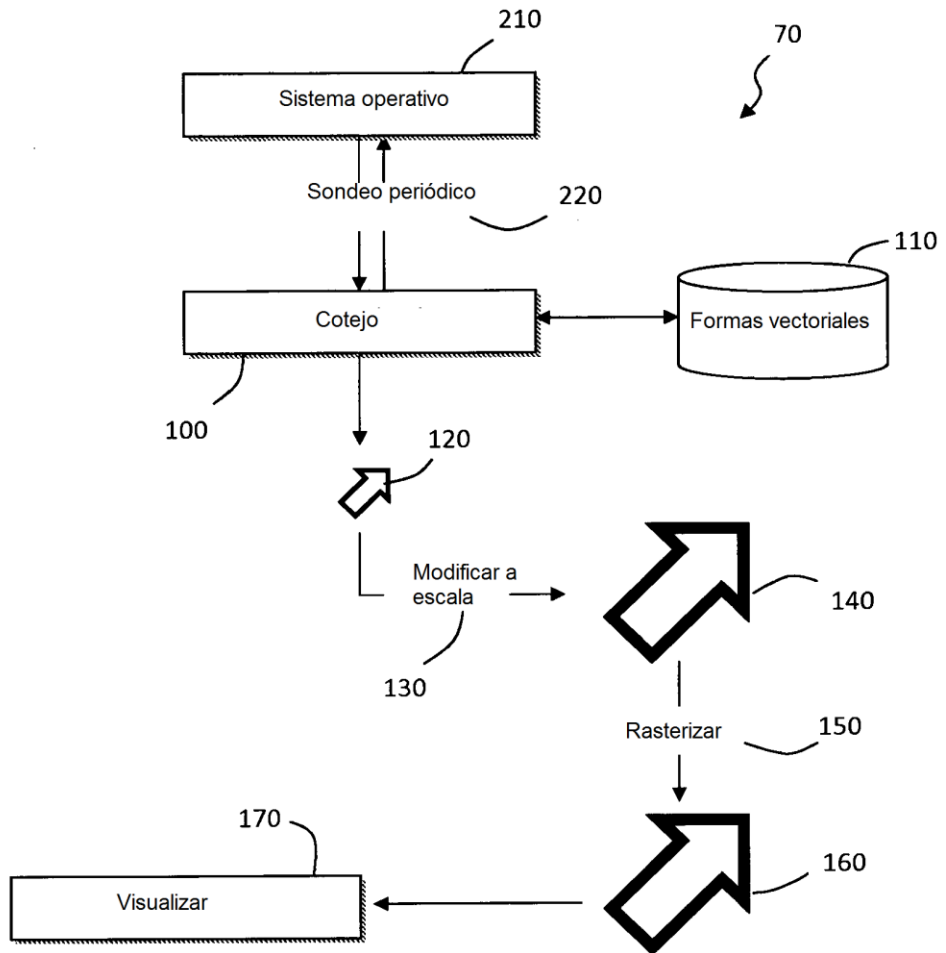 210
70
Sistema operativo
Sondeo periódico
220
110
Cotejo
Formas vectoriales
100
120
Modificar a
escala
140
130
Rasterizar
150
170
160
Visualizar